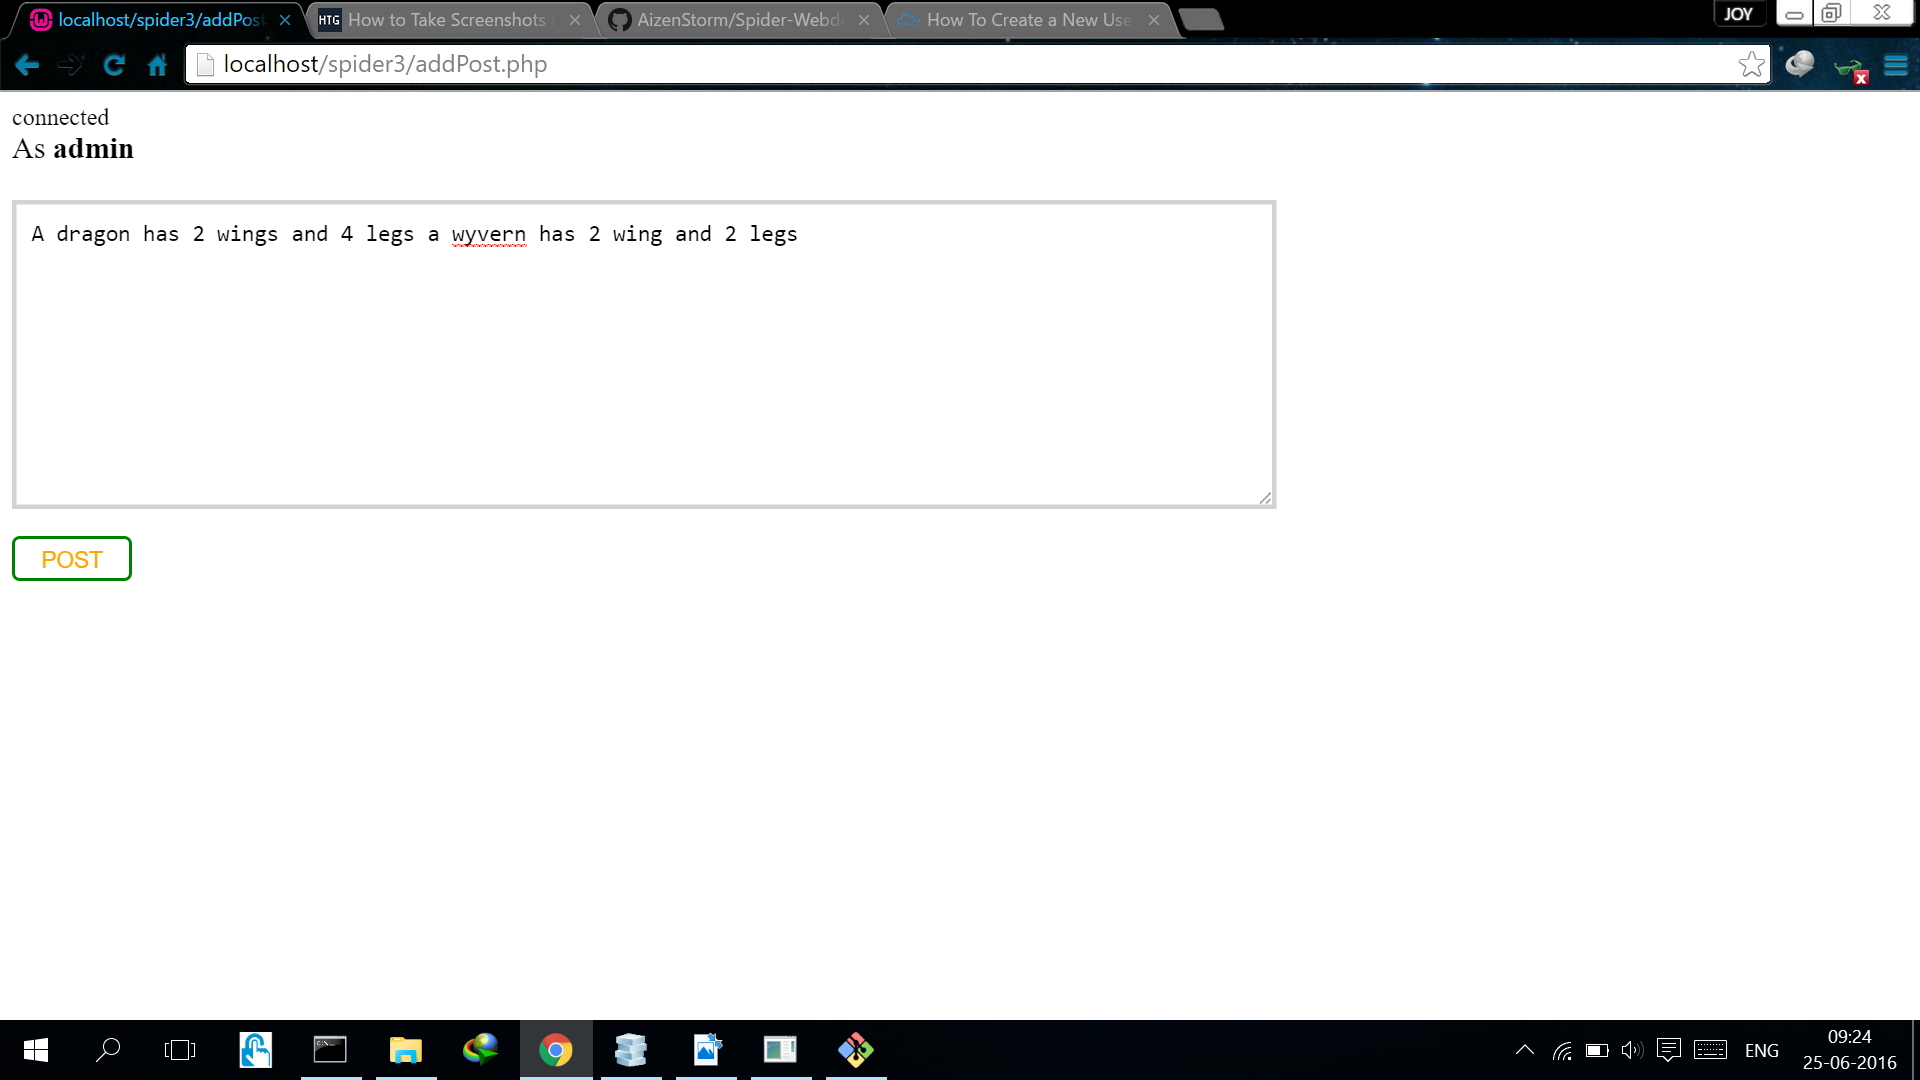 localhost/spider3/addPost
HTG How to Take Screenshots
AizenStorm/Spider-Webd
How To Create a New Use
JOY
localhost/spider3/addPost.php
connected
As admin
A dragon has 2 wings and 4 legs a wyvern has 2 wing and 2 legs
POST
ENG
09:24
25-06-2016